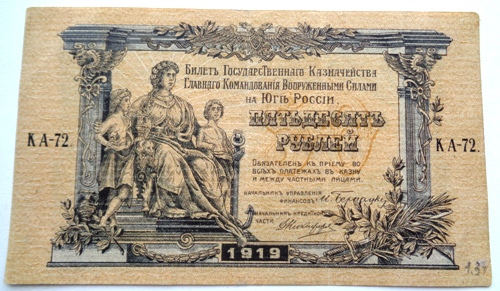 Билетъ Государственнаго Казначейства
Главнаго Командованія Вооруженными Силами
на Югѣ Россіи
КА-72.
ПЯТЬДЕСЯТЪ
РУБЛЕЙ
КА-72.
Обязателенъ къ приему во
всѣхъ платежахъ въ казну
и между частными лицами.
Начальникъ управленія
финансовъ
Начальникъ кредитной
части
1919